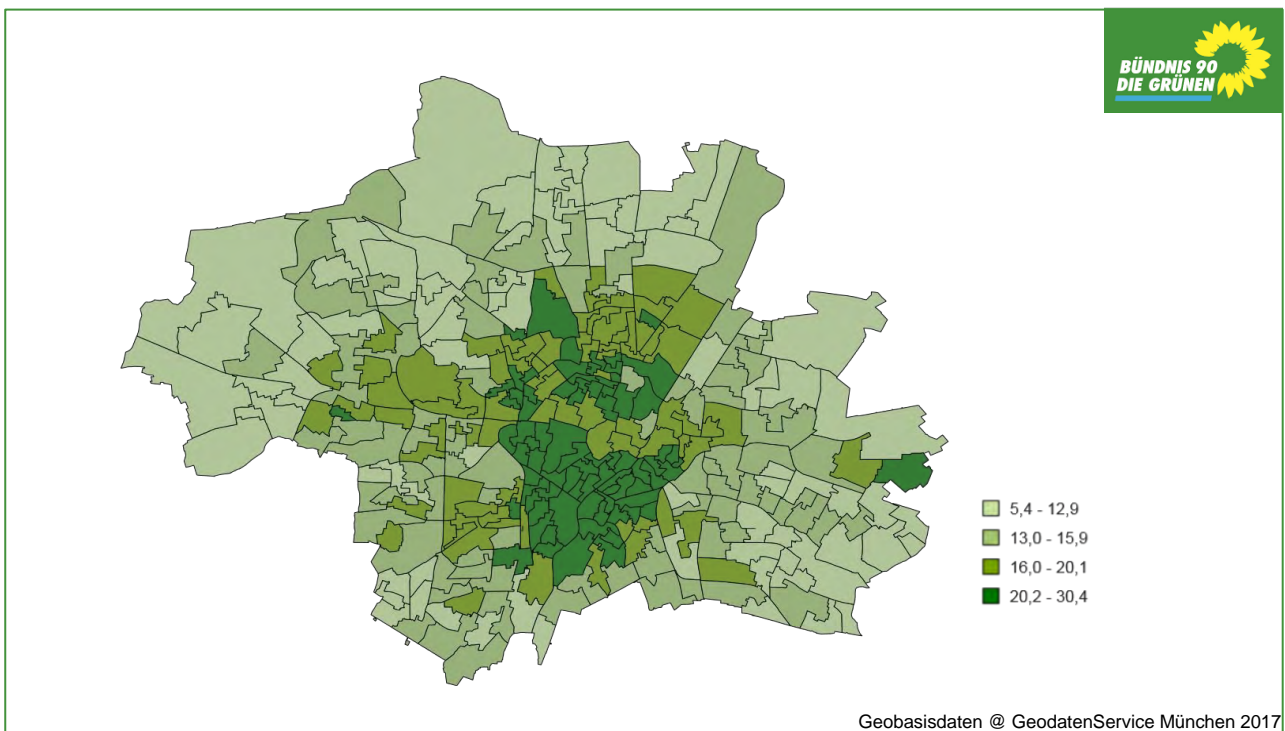 BÜNDNIS 90
DIE GRÜNEN
5,4 - 12,9
13,0 - 15,9
16,0 - 20,1
20,2 - 30,4
Geobasisdaten @ GeodatenService München 2017